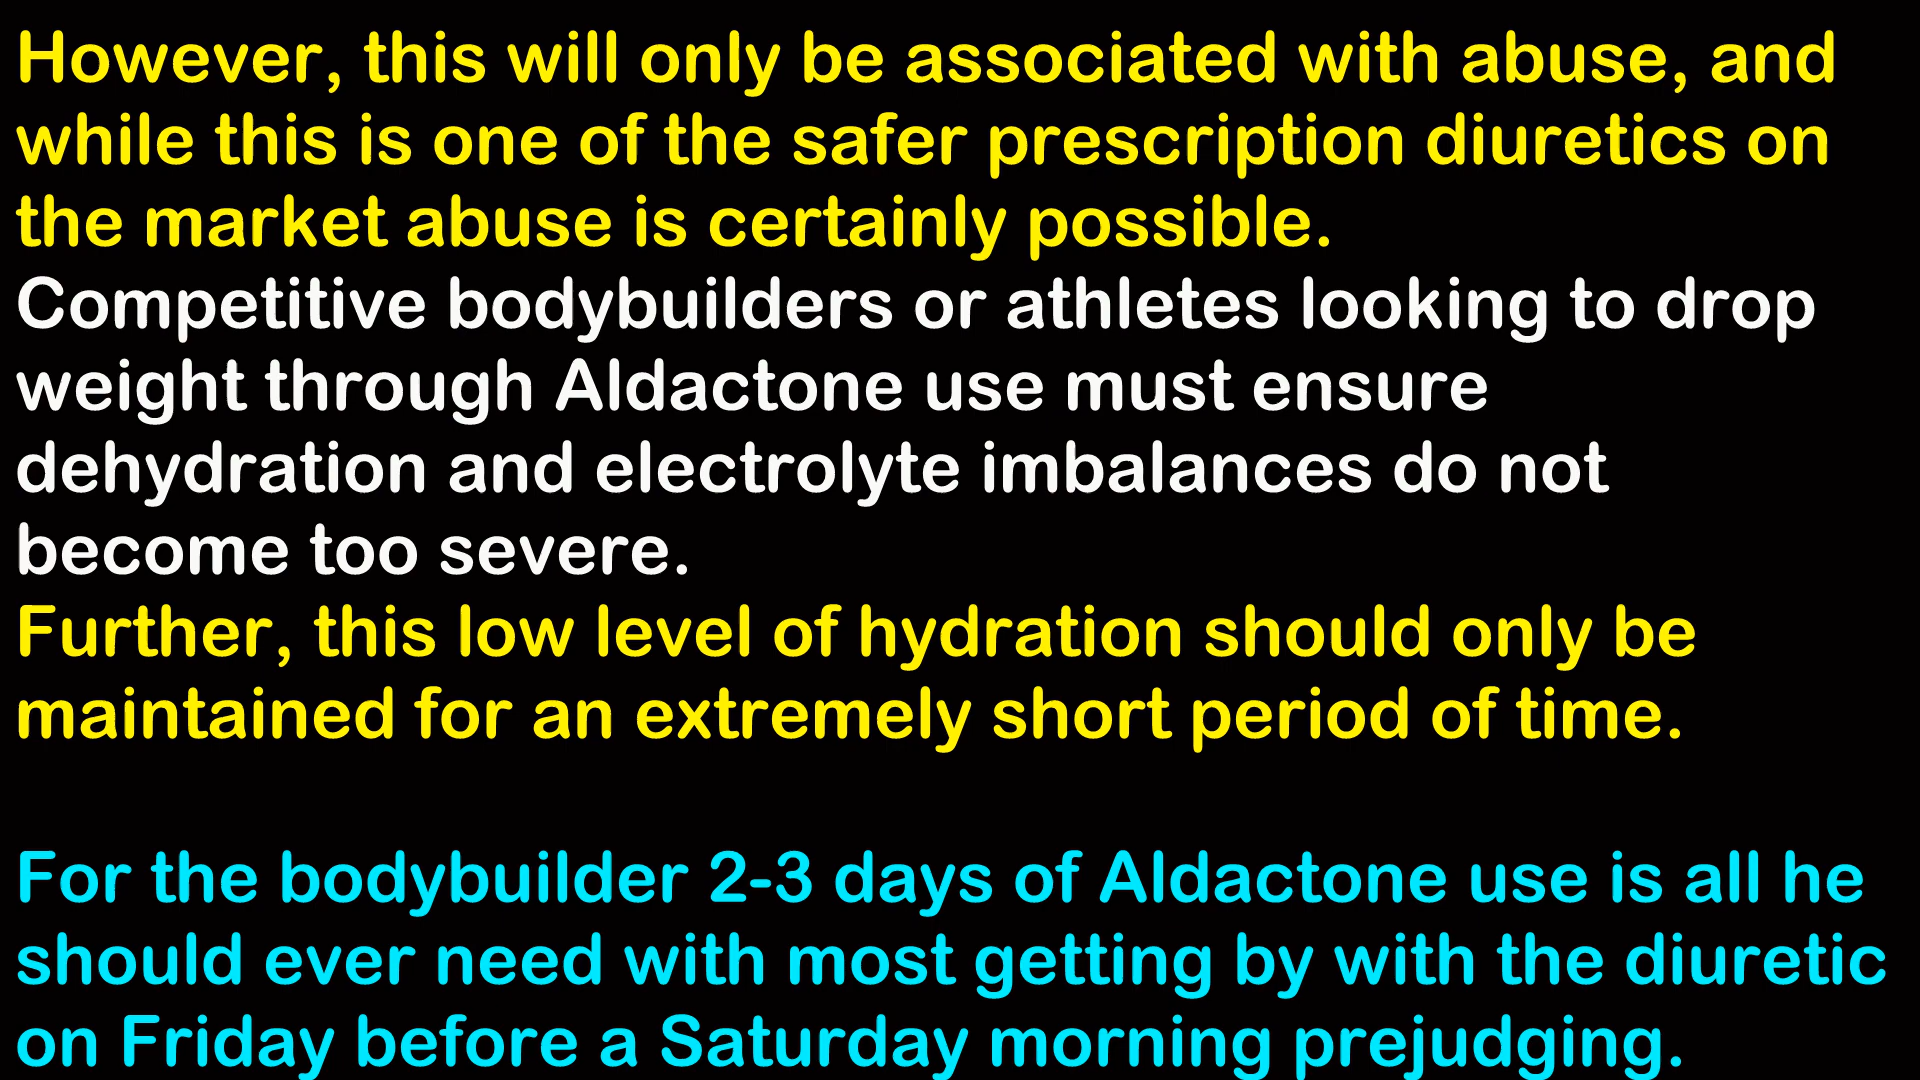 However, this will only be associated with abuse, and
while this is one of the safer prescription diuretics on
the market abuse is certainly possible.
Competitive bodybuilders or athletes looking to drop
weight through Aldactone use must ensure
dehydration and electrolyte imbalances do not
become too severe.
Further, this low level of hydration should only be
maintained for an extremely short period of time.
For the bodybuilder 2-3 days of Aldactone use is all he
should ever need with most getting by with the diuretic
on Friday before a Saturday morning prejudging.